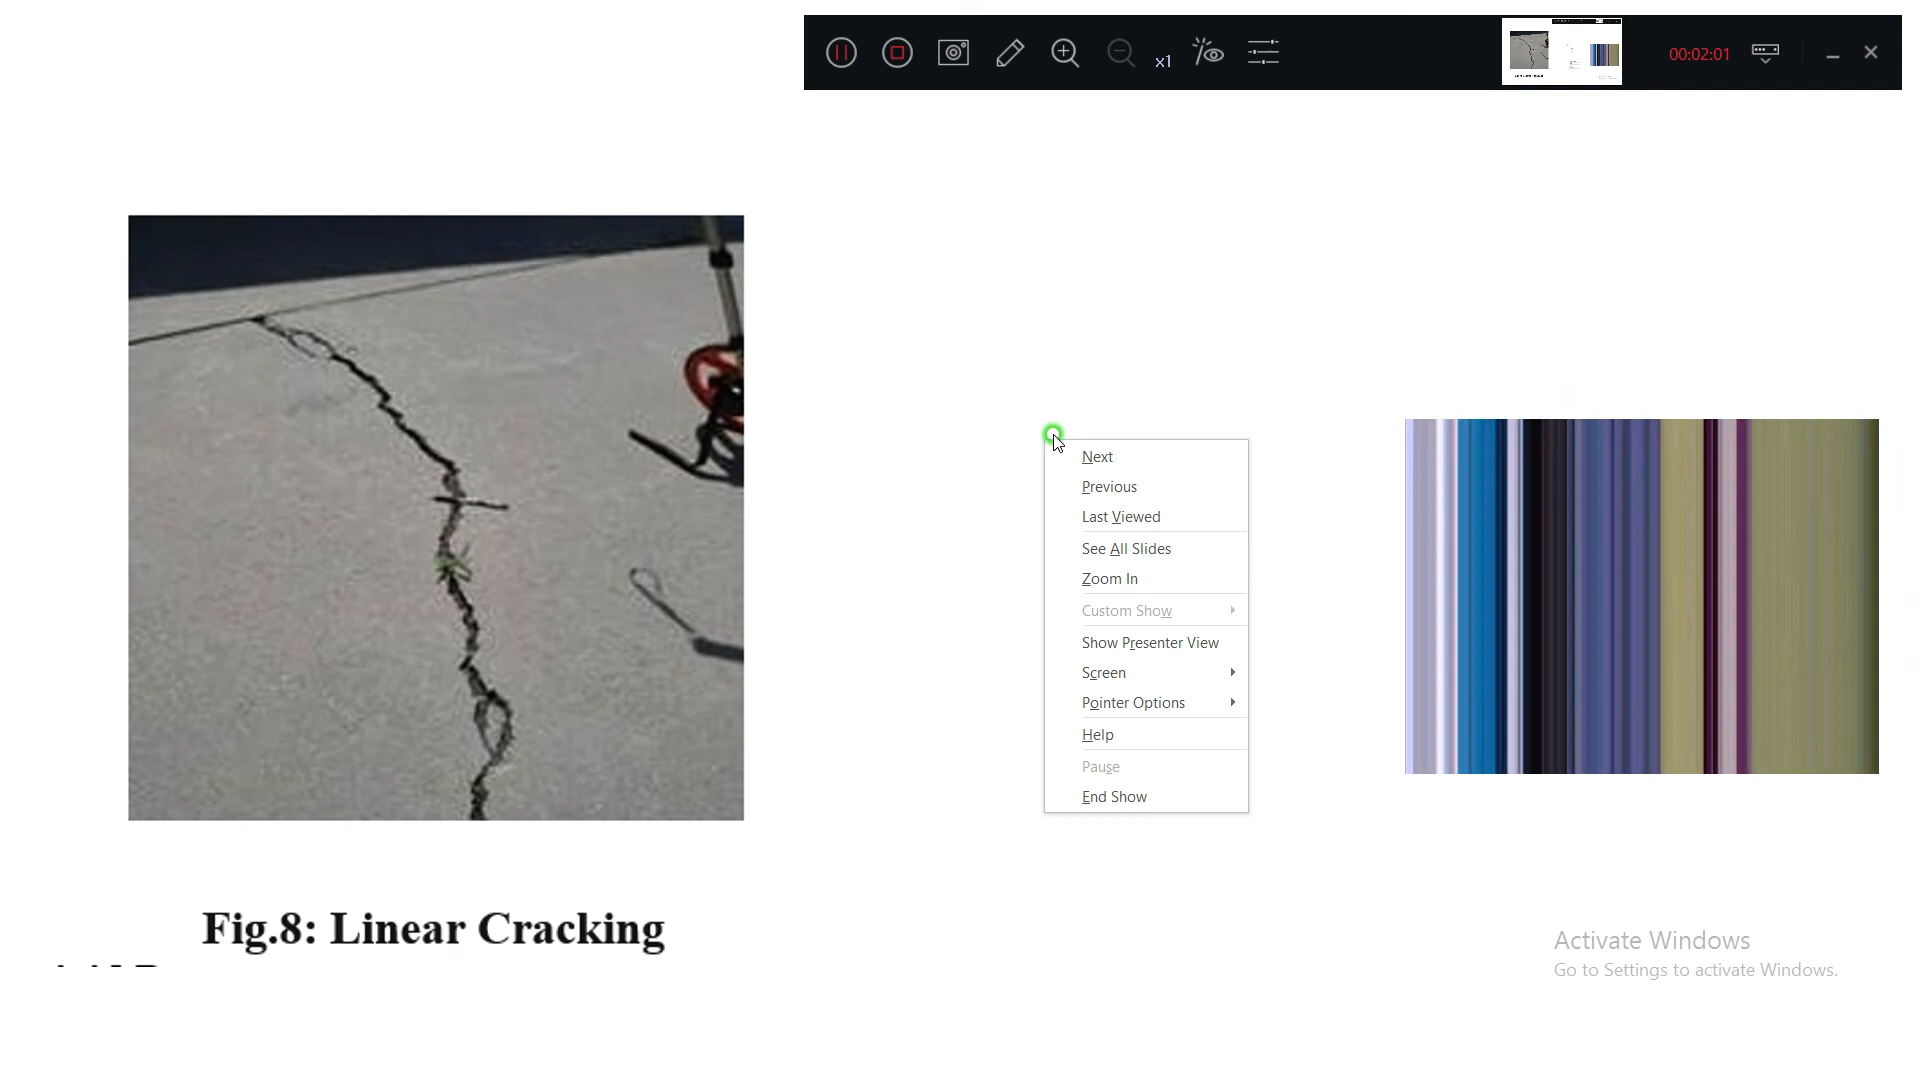 x1
00:02:01
Next
Previous
Last Viewed
See All Slides
Zoom In
Custom Show
Show Presenter View
Screen
Pointer Options
Help
Pause
End Show
Fig.8: Linear Cracking
Activate Windows
Go to Settings to activate Windows.